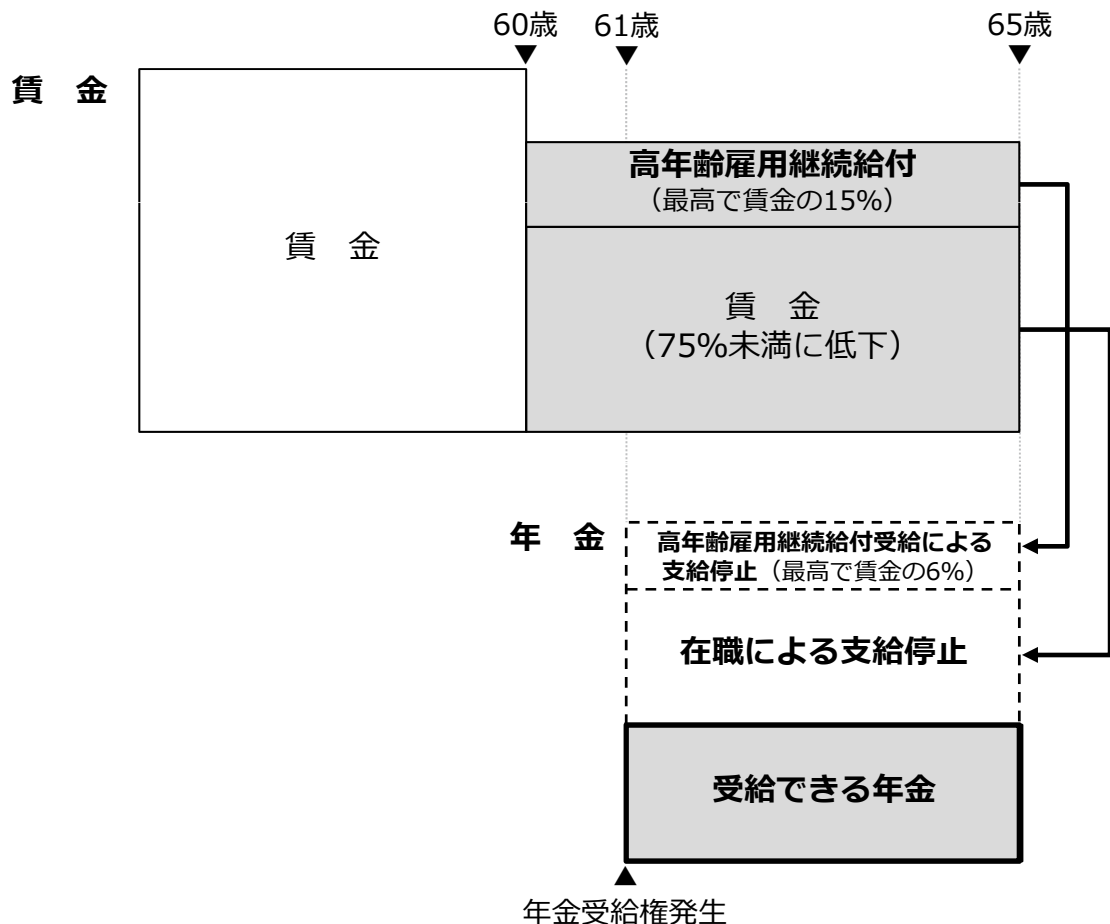 60歳 61歳 65歳
賃 金
高年齢雇用継続給付
（最高で賃金の15%）
賃 金
賃 金
（75%未満に低下）
年 金
高年齢雇用継続給付受給による
支給停止（最高で賃金の6%）
在職による支給停止
受給できる年金
年金受給権発生